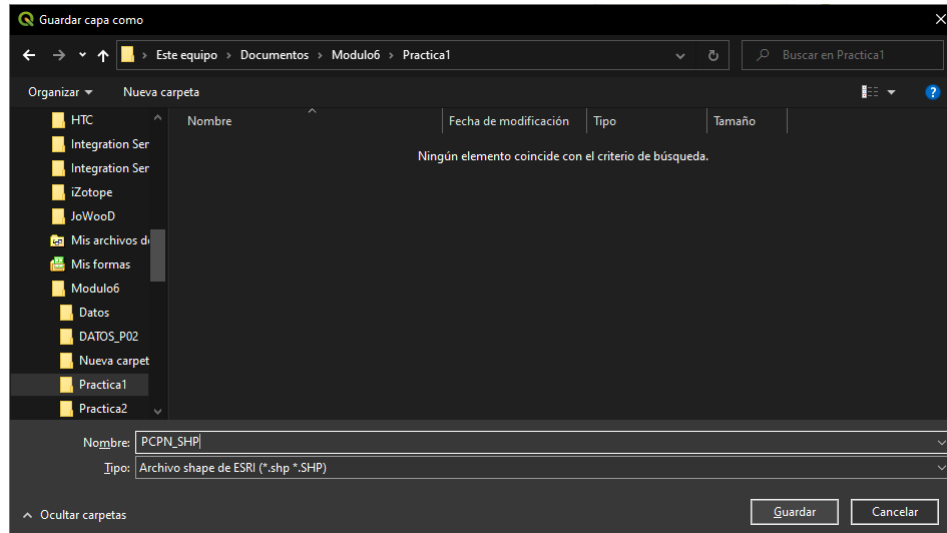 Guardar capa como
Este equipo > Documentos > Modulo6 > Practica1
Buscar en Practica1
Organizar
Nueva carpeta
Nombre
Fecha de modificación
Tipo
Tamaño
Ningún elemento coincide con el criterio de búsqueda.
HTC
Integration Ser
Integration Ser
iZotope
JoWooD
Mis archivos de
Mis formas
Modulo6
Datos
DATOS_P02
Nueva carpet
Practica1
Practica2
Nombre: PCPN_SHP
Tipo: Archivo shape de ESRI (*.shp *.SHP)
Ocultar carpetas
Guardar
Cancelar